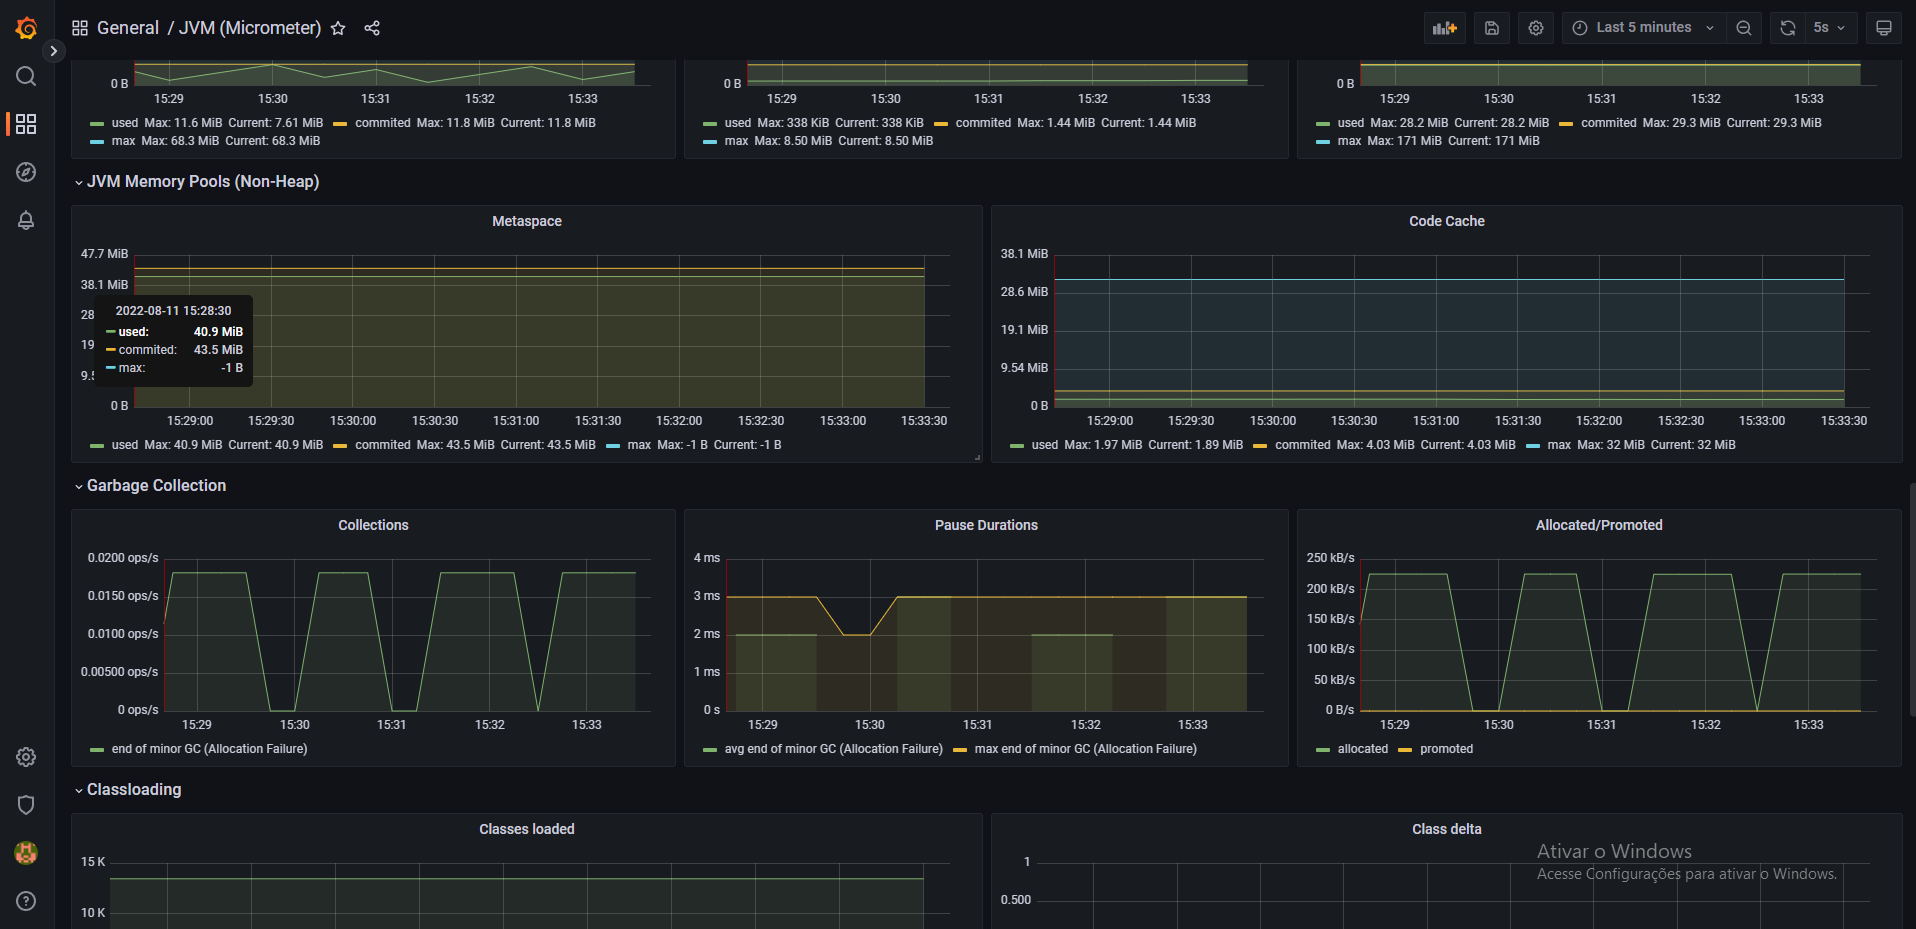 General / JVM (Micrometer)
Last 5 minutes
5s
0 B
15:29 15:30 15:31 15:32 15:33
used Max: 11.6 MiB Current: 7.61 MiB commited Max: 11.8 MiB Current: 11.8 MiB
max Max: 68.3 MiB Current: 68.3 MiB
0 B
15:29 15:30 15:31 15:32 15:33
used Max: 338 KiB Current: 338 KiB commited Max: 1.44 MiB Current: 1.44 MiB
max Max: 8.50 MiB Current: 8.50 MiB
0 B
15:29 15:30 15:31 15:32 15:33
used Max: 28.2 MiB Current: 28.2 MiB commited Max: 29.3 MiB Current: 29.3 MiB
max Max: 171 MiB Current: 171 MiB
JVM Memory Pools (Non-Heap)
Metaspace
47.7 MiB
38.1 MiB
28
19
9.5
0 B
2022-08-11 15:28:30
used: 40.9 MiB
commited: 43.5 MiB
max: -1 B
15:29:00 15:29:30 15:30:00 15:30:30 15:31:00 15:31:30 15:32:00 15:32:30 15:33:00 15:33:30
used Max: 40.9 MiB Current: 40.9 MiB commited Max: 43.5 MiB Current: 43.5 MiB max Max: -1 B Current: -1 B
Code Cache
38.1 MiB
28.6 MiB
19.1 MiB
9.54 MiB
0 B
15:29:00 15:29:30 15:30:00 15:30:30 15:31:00 15:31:30 15:32:00 15:32:30 15:33:00 15:33:30
used Max: 1.97 MiB Current: 1.89 MiB commited Max: 4.03 MiB Current: 4.03 MiB max Max: 32 MiB Current: 32 MiB
Garbage Collection
Collections
0.0200 ops/s
0.0150 ops/s
0.0100 ops/s
0.00500 ops/s
0 ops/s
15:29 15:30 15:31 15:32 15:33
end of minor GC (Allocation Failure)
Pause Durations
4 ms
3 ms
2 ms
1 ms
0 s
15:29 15:30 15:31 15:32 15:33
avg end of minor GC (Allocation Failure) max end of minor GC (Allocation Failure)
Allocated/Promoted
250 kB/s
200 kB/s
150 kB/s
100 kB/s
50 kB/s
0 B/s
15:29 15:30 15:31 15:32 15:33
allocated promoted
Classloading
Classes loaded
15 K
10 K
Class delta
1
0.500
Ativar o Windows
Acesse Configurações para ativar o Windows.